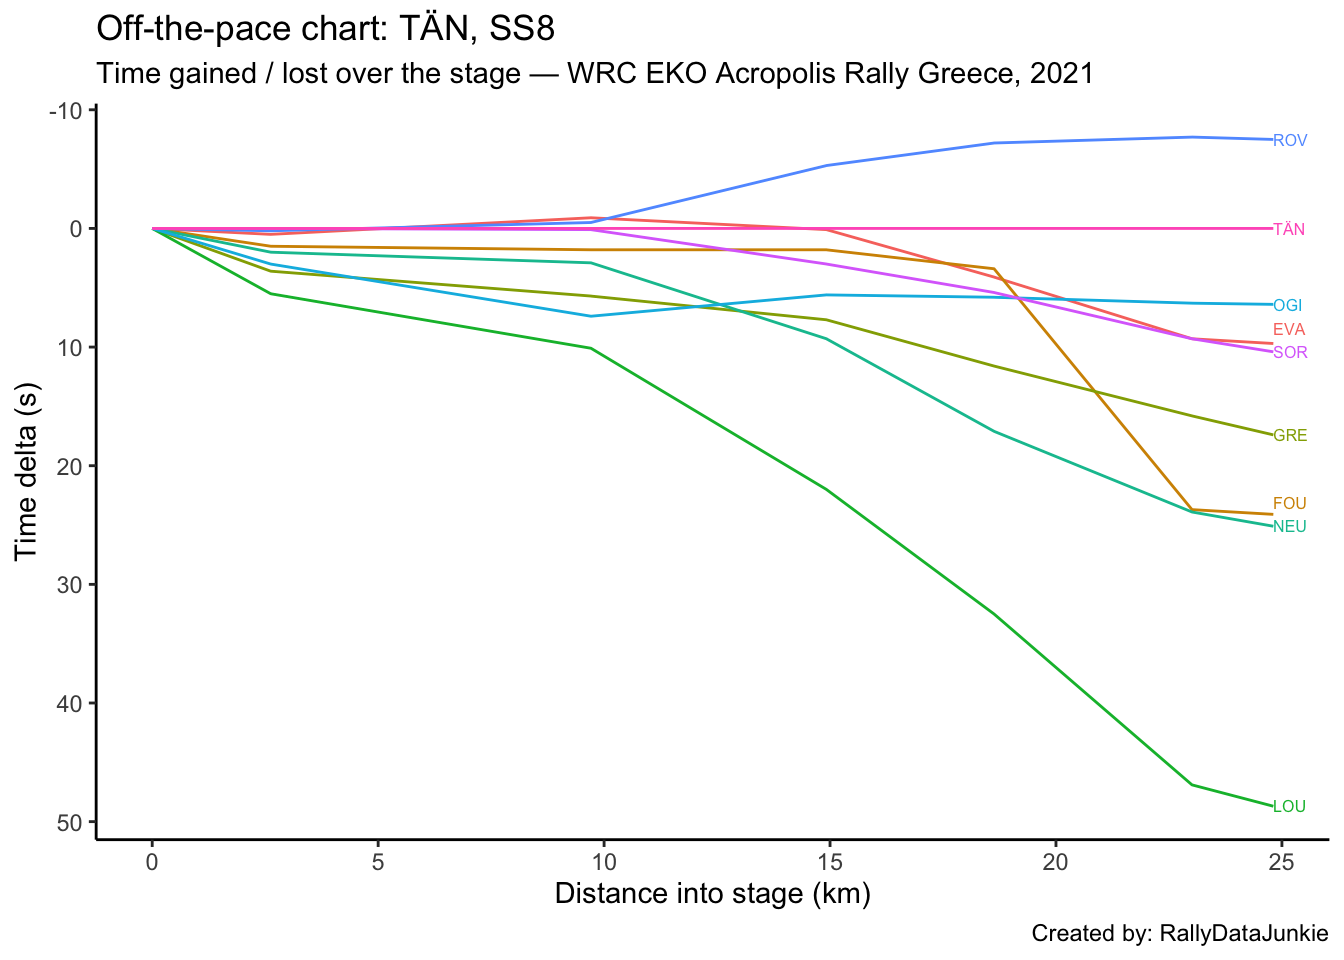 Off-the-pace chart: TÄN, SS8
Time gained / lost over the stage — WRC EKO Acropolis Rally Greece, 2021
-10
0
10
20
30
40
50
Time delta (s)
ROV
TÄN
OGI
EVA
SOR
GRE
FOU
NEU
LOU
0 5 10 15 20 25
Distance into stage (km)
Created by: RallyDataJunkie